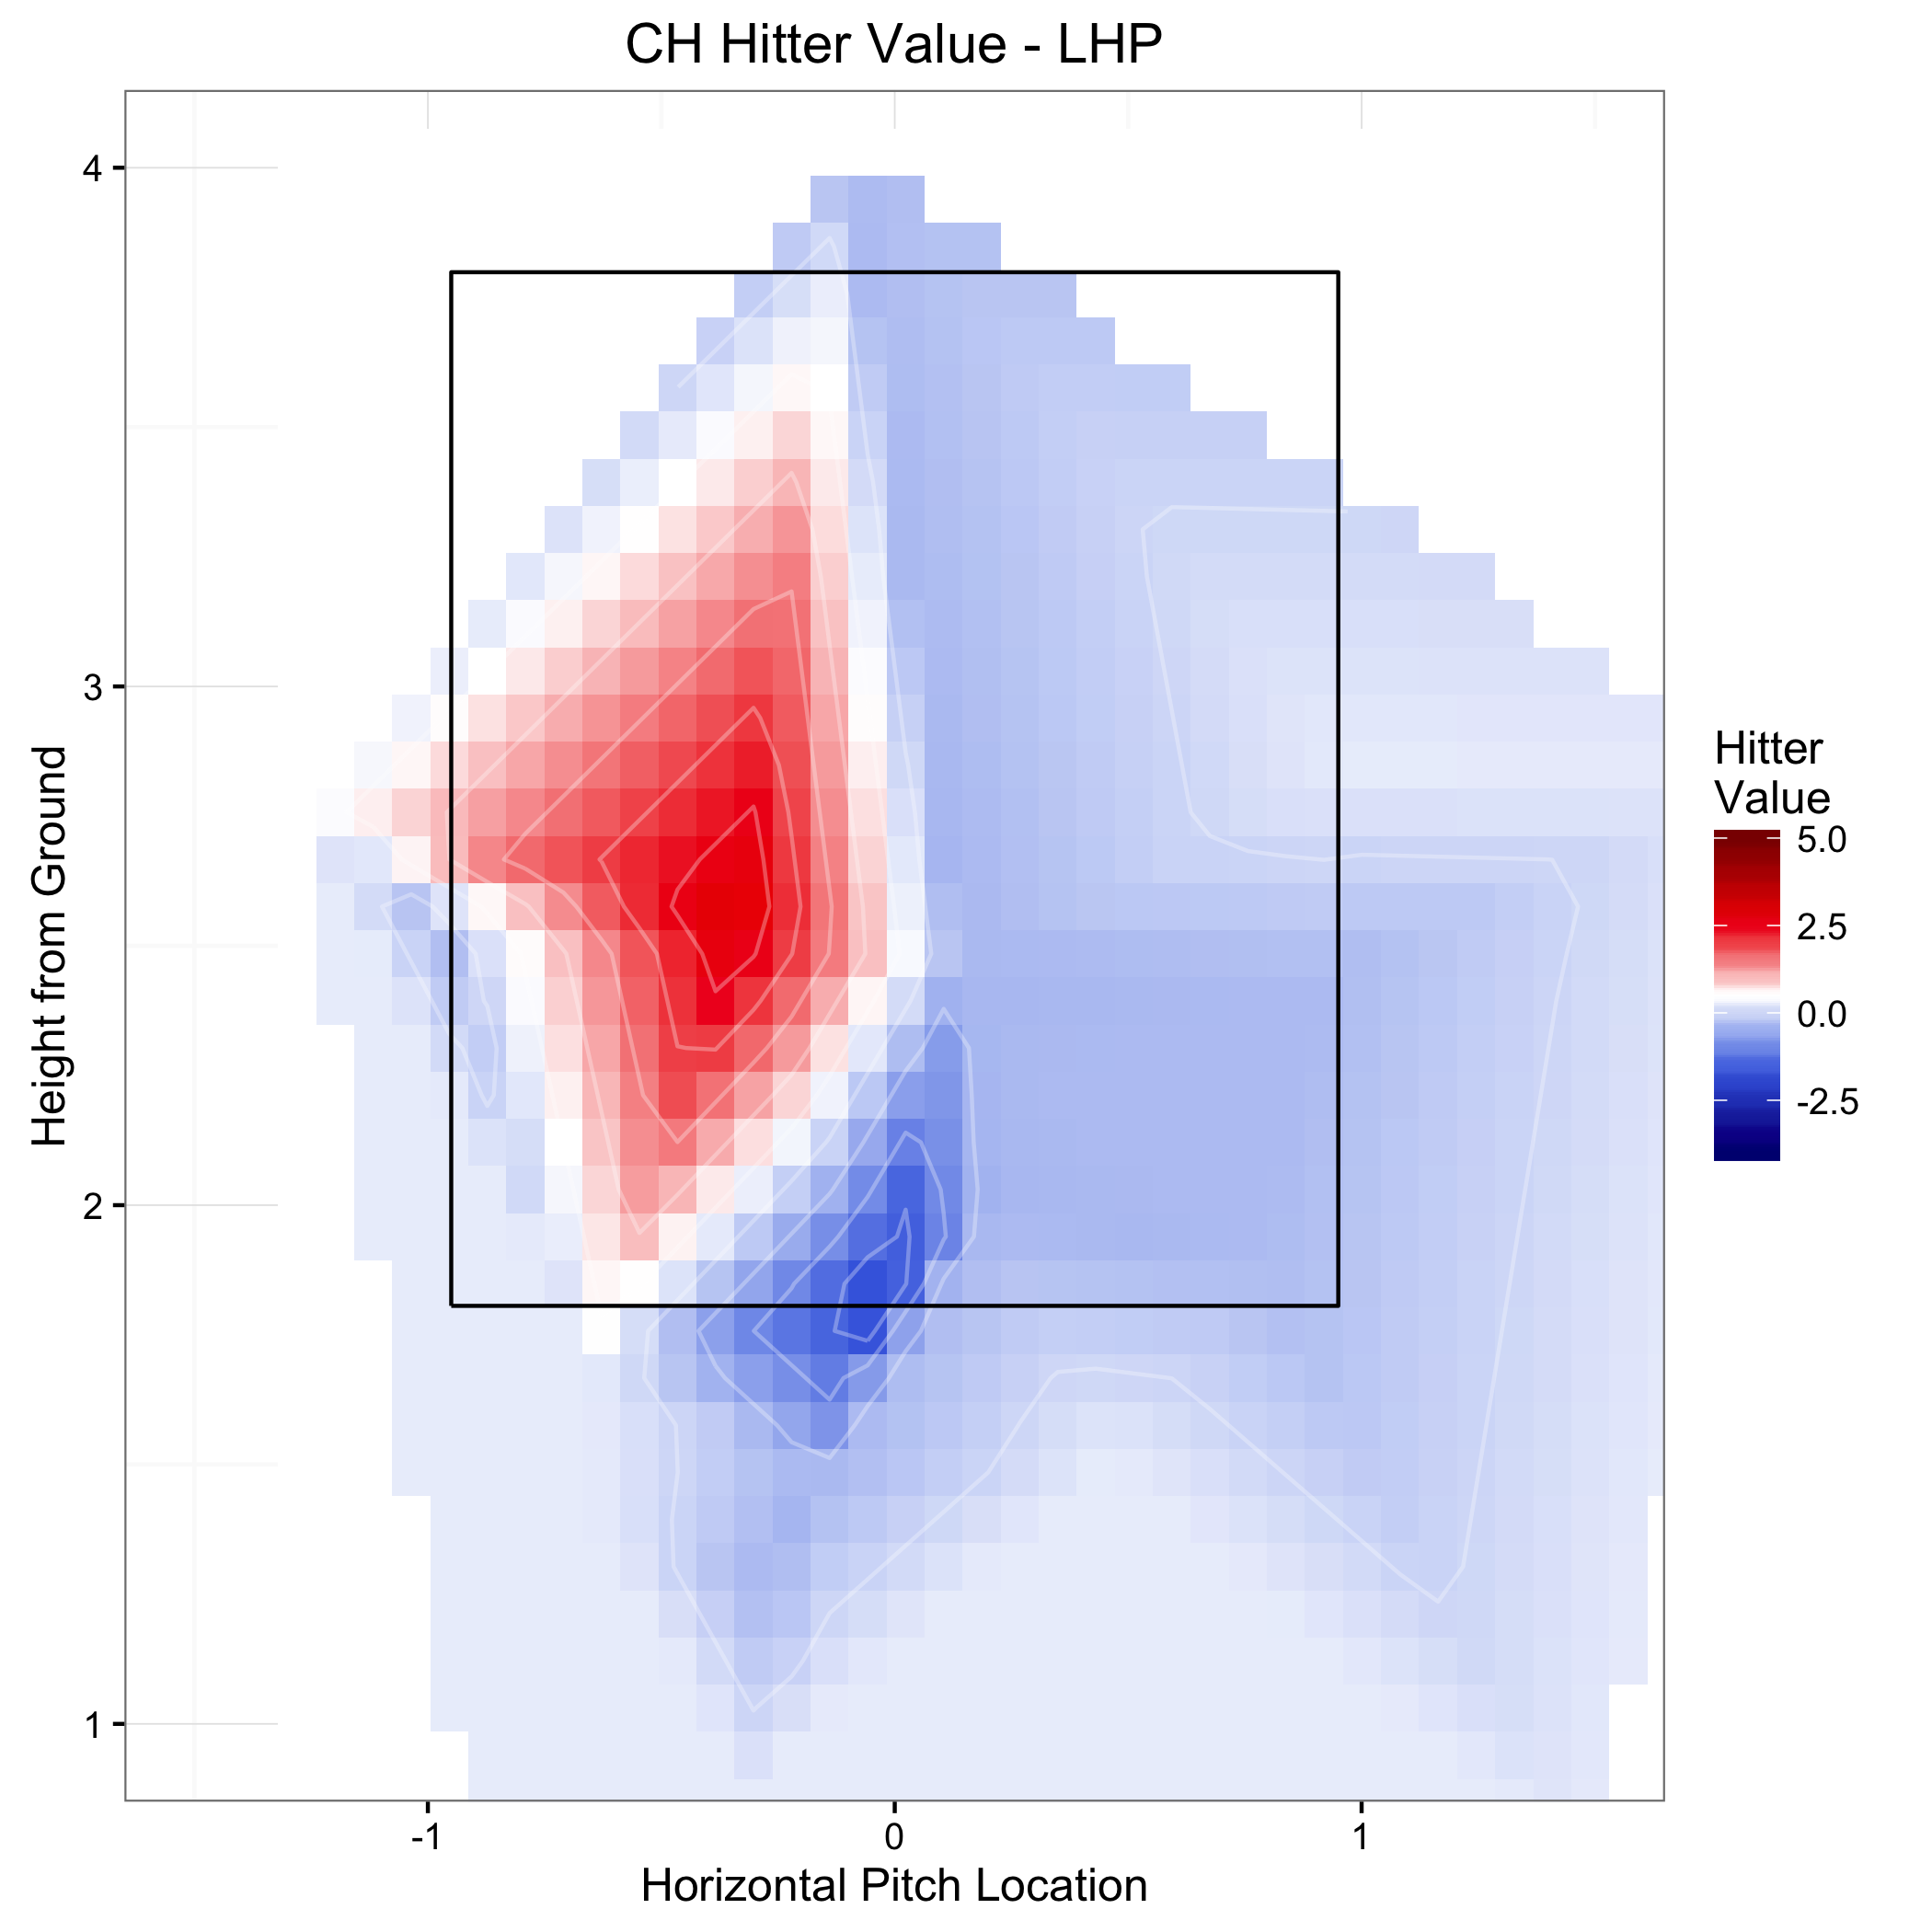 CH Hitter Value - LHP
4
3
2
1
Height from Ground
-1
0
1
Horizontal Pitch Location
Hitter
Value
5.0
2.5
0.0
-2.5